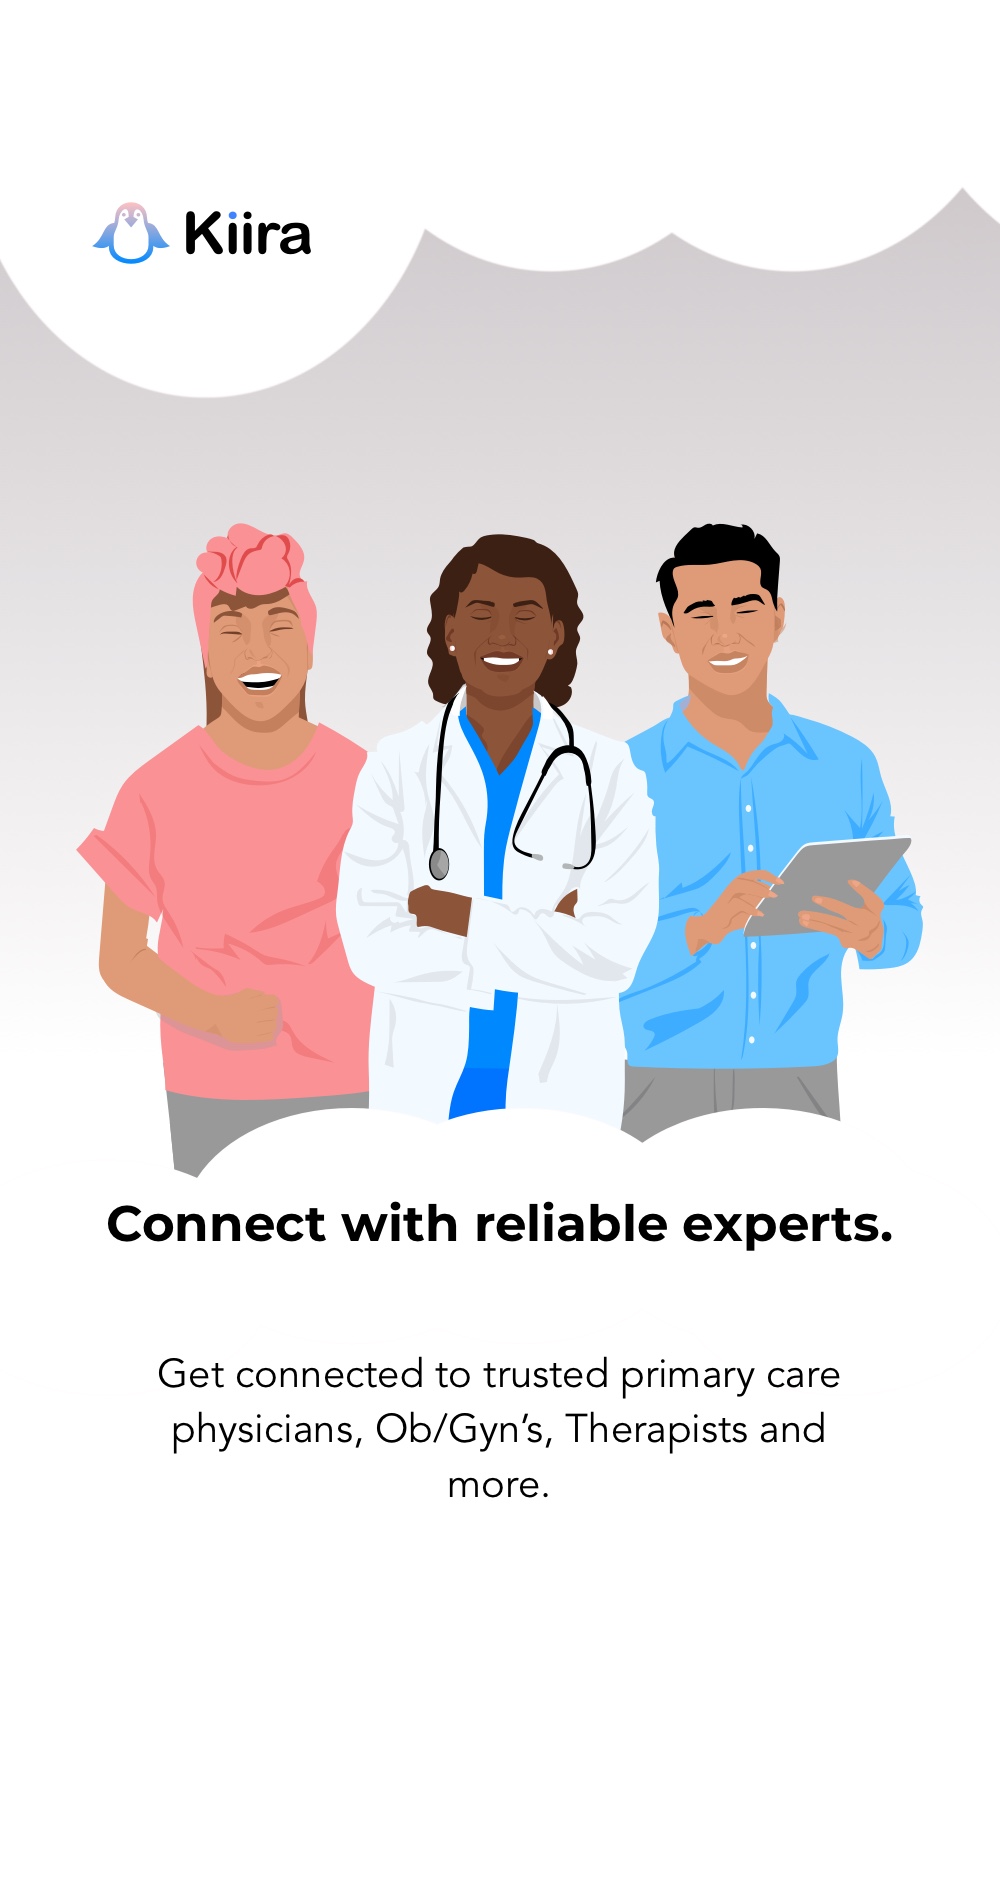 Kiira
Connect with reliable experts.
Get connected to trusted primary care
physicians, Ob/Gyn’s, Therapists and
more.